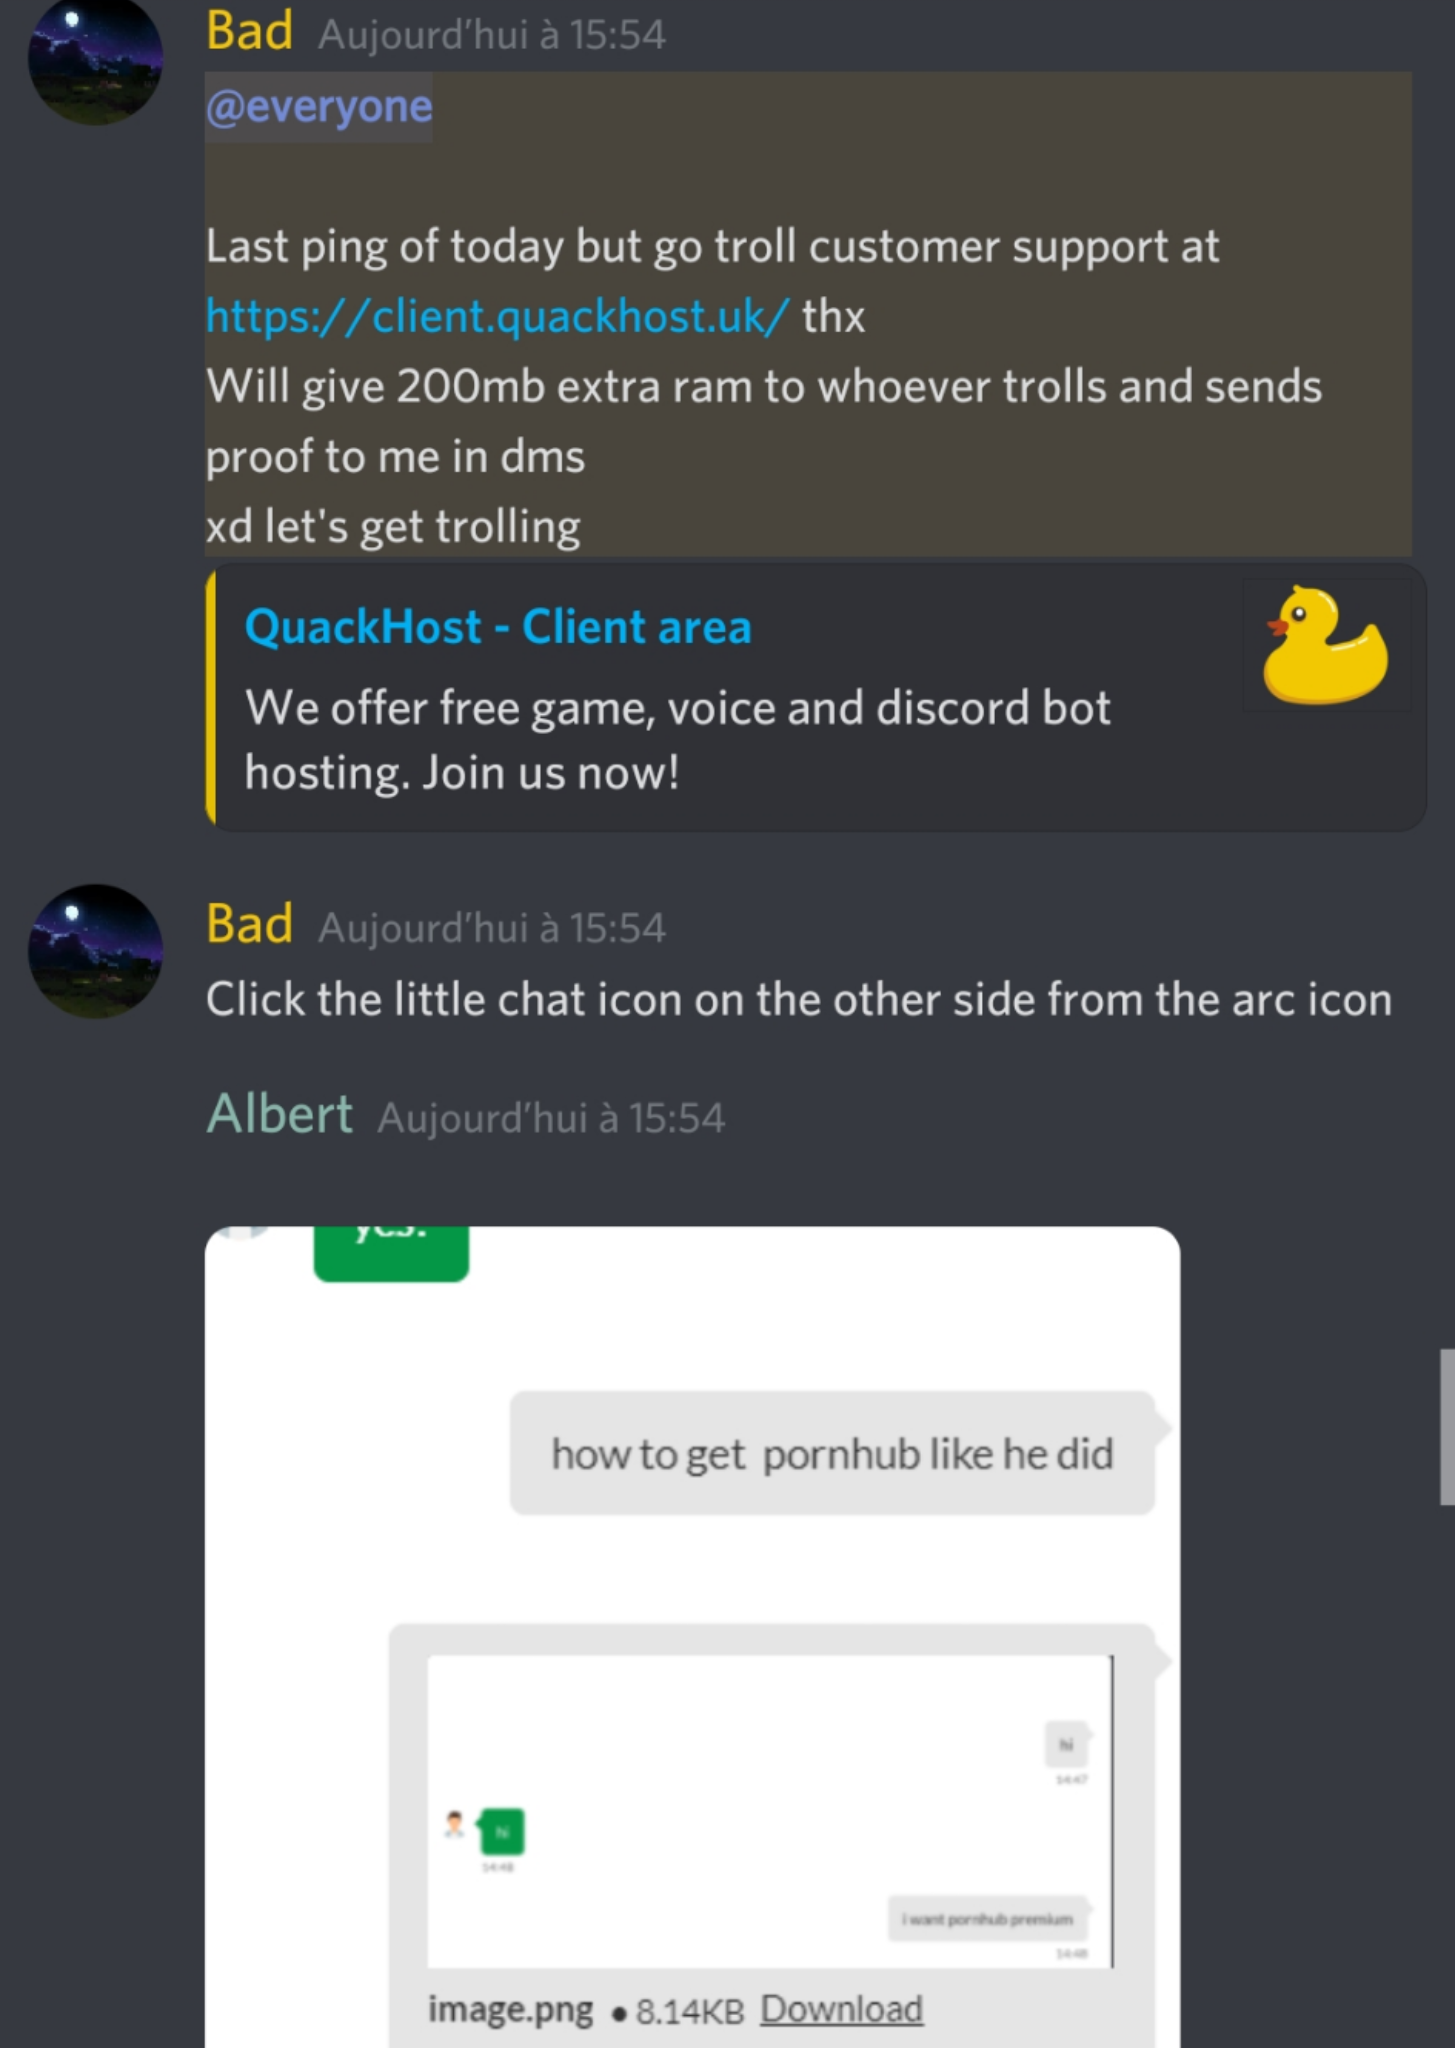 Bad Aujourd'hui à 15:54
@everyone
Last ping of today but go troll customer support at
https://client.quackhost.uk/ thx
Will give 200mb extra ram to whoever trolls and sends
proof to me in dms
xd let's get trolling
QuackHost - Client area
We offer free game, voice and discord bot
hosting. Join us now!
Bad Aujourd'hui à 15:54
Click the little chat icon on the other side from the arc icon
Albert Aujourd'hui à 15:54
yes.
how to get pornhub like he did
hi
14:47
hi
14:48
i want pornhub premium
14:48
image.png ● 8.14KB Download